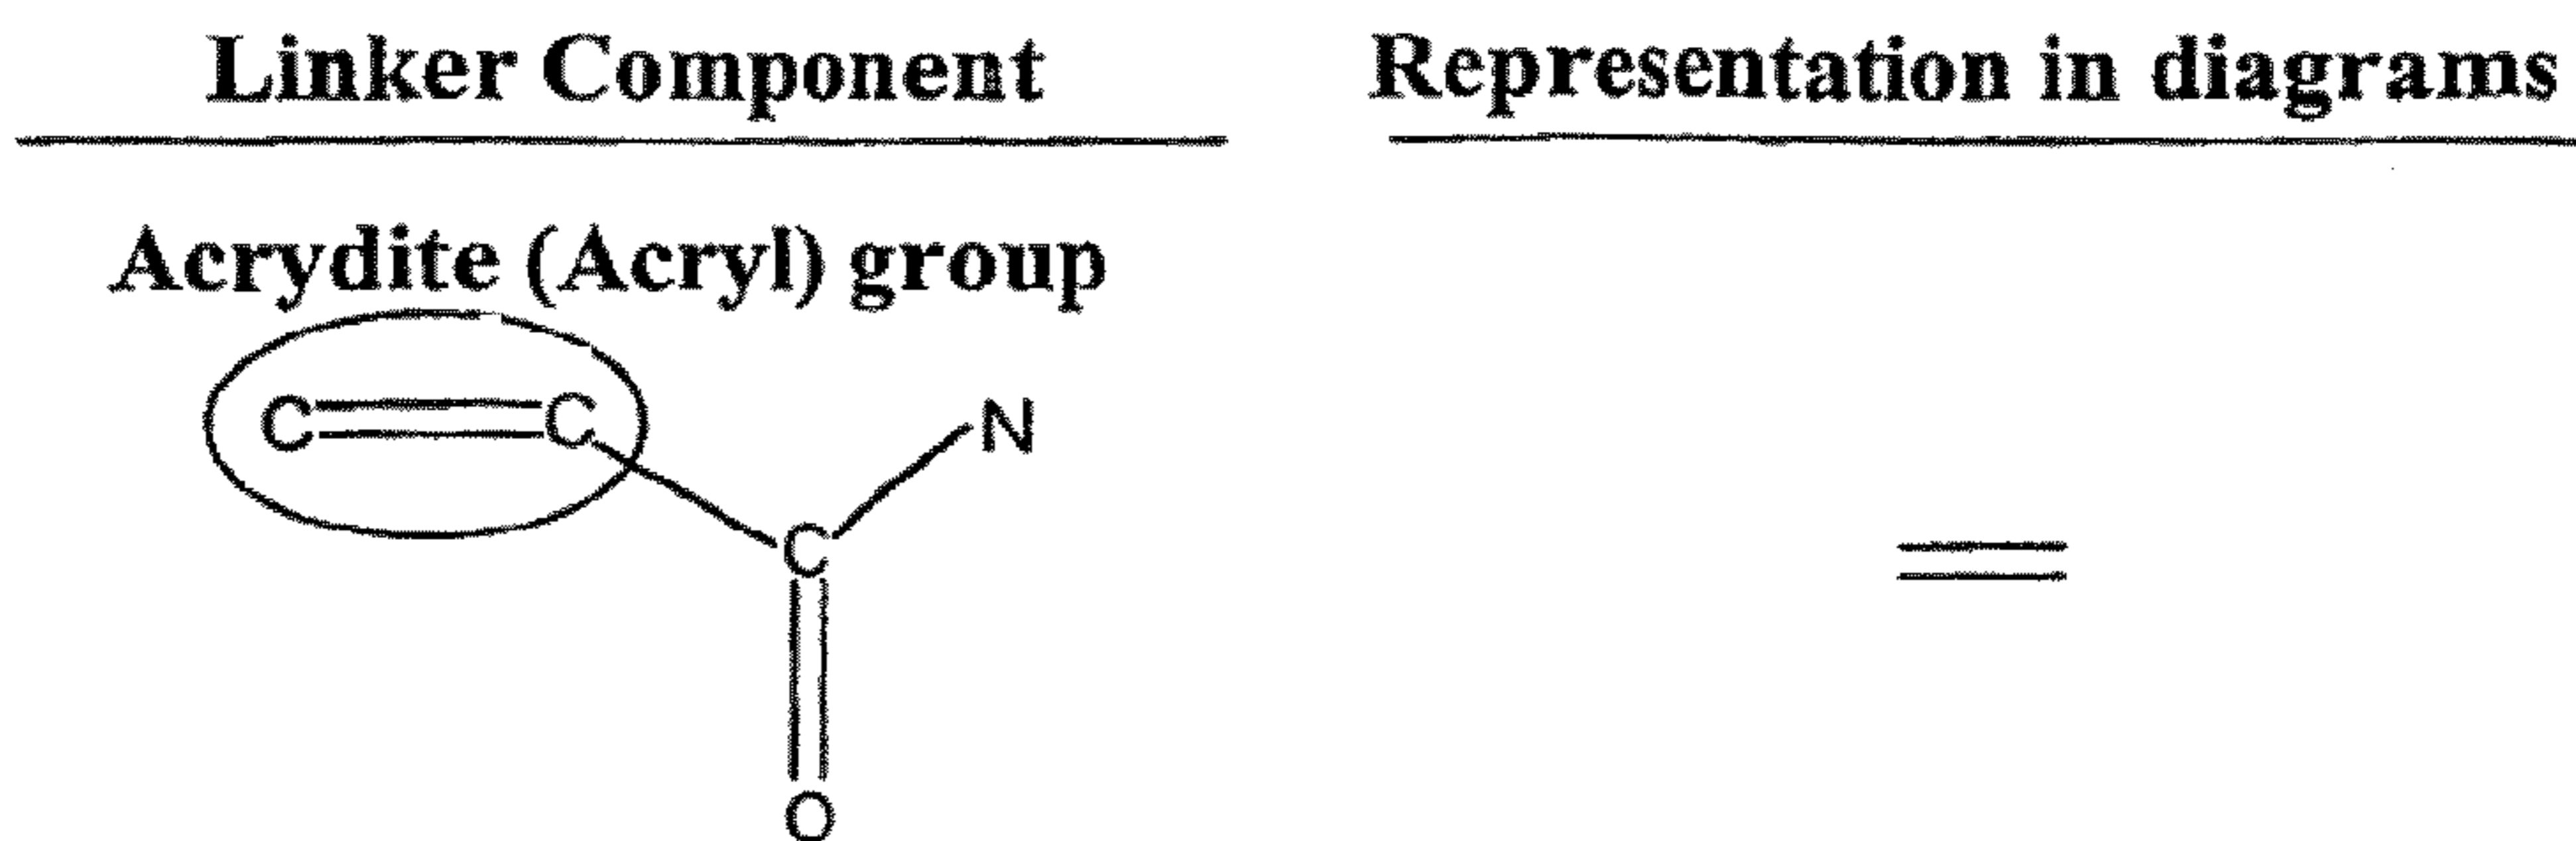 Linker Component Representation in diagrams
Acrydite (Acryl) group
C C N
C
O